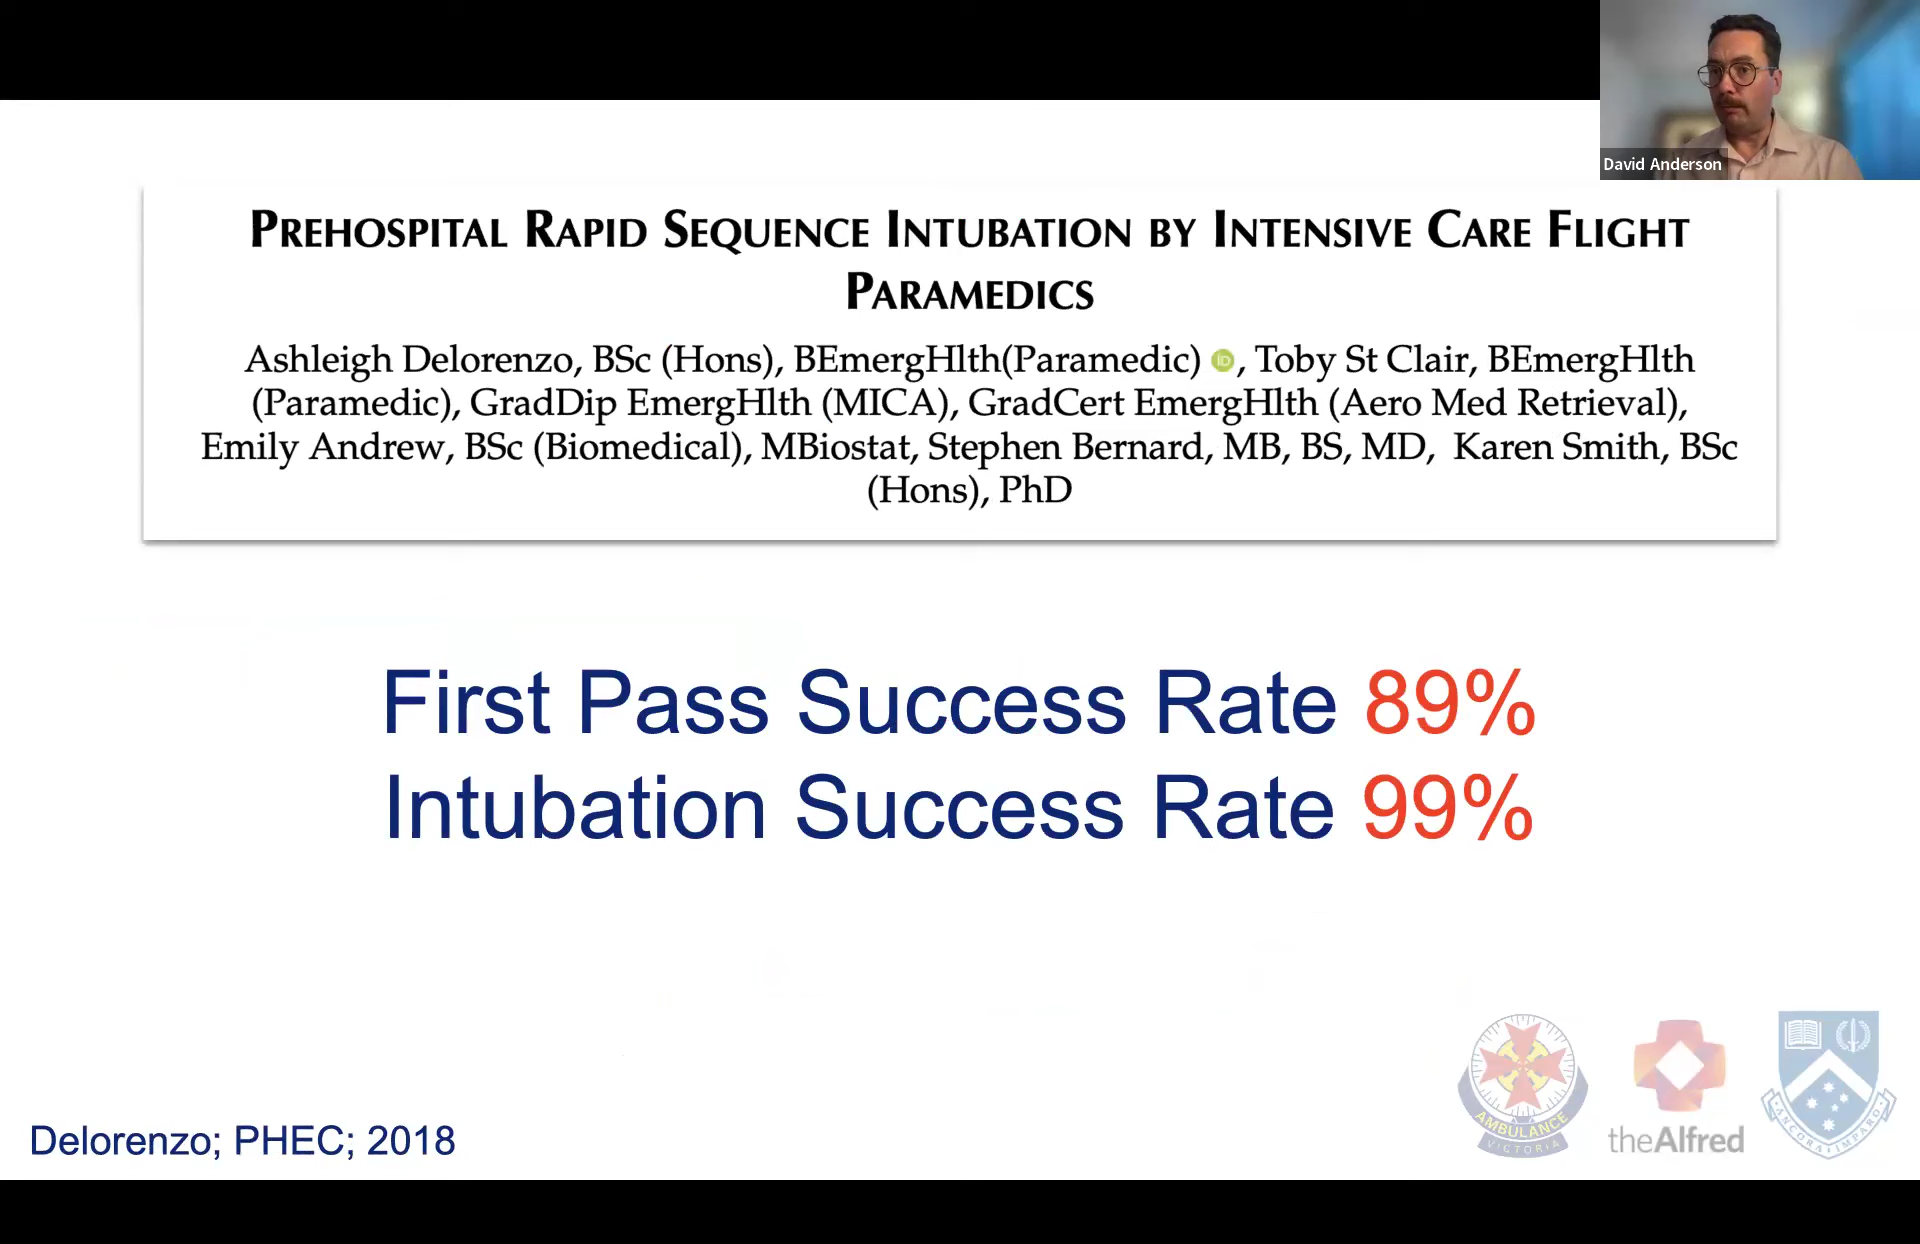 David Anderson
PREHOSPITAL RAPID SEQUENCE INTUBATION BY INTENSIVE CARE FLIGHT
PARAMEDICS
Ashleigh Delorenzo, BSc (Hons), BEmergHlth(Paramedic) iD, Toby St Clair, BEmergHlth
(Paramedic), GradDip EmergHlth (MICA), GradCert EmergHlth (Aero Med Retrieval),
Emily Andrew, BSc (Biomedical), MBiostat, Stephen Bernard, MB, BS, MD, Karen Smith, BSc
(Hons), PhD
First Pass Success Rate 89%
Intubation Success Rate 99%
Delorenzo; PHEC; 2018
AMBULANCE
VICTORIA
theAlfred
ANCORA IMPARO